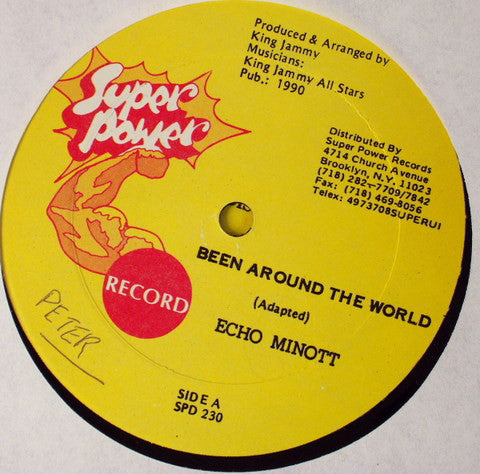 Produced & Arranged by
King Jammy
Musicians:
King Jammy All Stars
Pub.: 1990
Super
Power
Distributed By
Super Power Records
4714 Church Avenue
Brooklyn, N.Y. 11023
(718) 282-7709/7842
Fax: (718) 469-8056
Telex: 4973708SUPERUI
BEEN AROUND THE WORLD
(Adapted)
ECHO MINOTT
RECORD
PETER
SIDE A
SPD 230